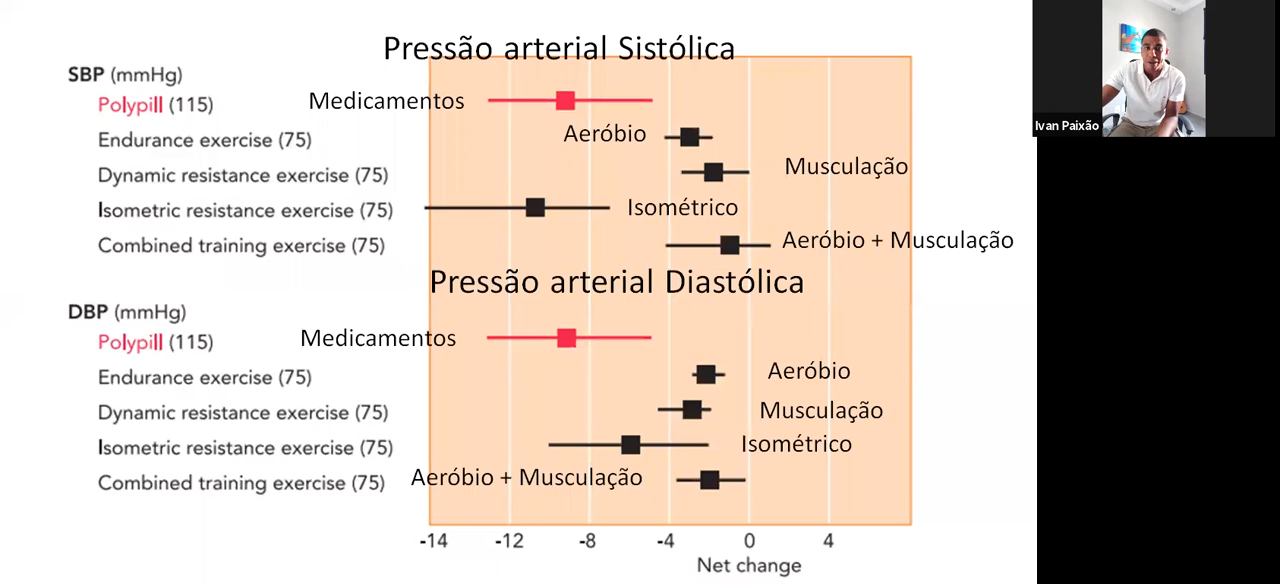 Pressão arterial Sistólica
SBP (mmHg)
Polypill (115) Medicamentos
Endurance exercise (75) Aeróbio
Dynamic resistance exercise (75) Musculação
Isometric resistance exercise (75) Isométrico
Combined training exercise (75) Aeróbio + Musculação
Pressão arterial Diastólica
DBP (mmHg)
Polypill (115) Medicamentos
Endurance exercise (75) Aeróbio
Dynamic resistance exercise (75) Musculação
Isometric resistance exercise (75) Isométrico
Combined training exercise (75) Aeróbio + Musculação
-14 -12 -8 -4 0 4
Net change
Ivan Paixão